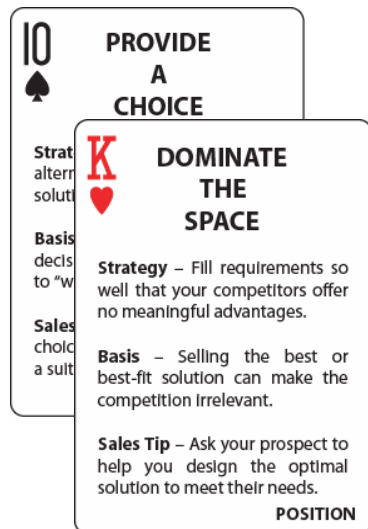 10
PROVIDE
A
CHOICE
Strat
altern
soluti
Basis
decis
to “w
Sales
choic
a suit
K
DOMINATE
THE
SPACE
Strategy – Fill requirements so
well that your competitors offer
no meaningful advantages.
Basis – Selling the best or
best-fit solution can make the
competition irrelevant.
Sales Tip – Ask your prospect to
help you design the optimal
solution to meet their needs.
POSITION